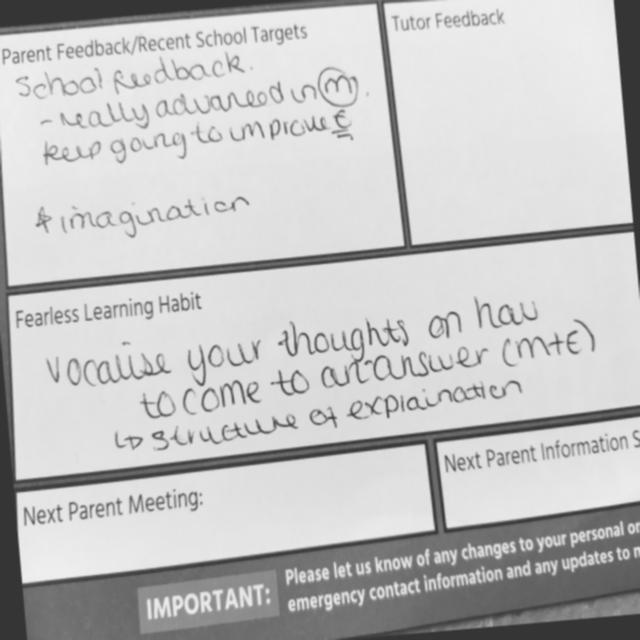 Parent Feedback/Recent School Targets
School feedback.
- really advanced in (m).
keep going to improve E
* imagination
Tutor Feedback
Fearless Learning Habit
vocalise your thoughts on how
to come to an answer (m+E)
↳ structure of explaination
Next Parent Meeting:
Next Parent Information S
IMPORTANT:
Please let us know of any changes to your personal or
emergency contact information and any updates to m